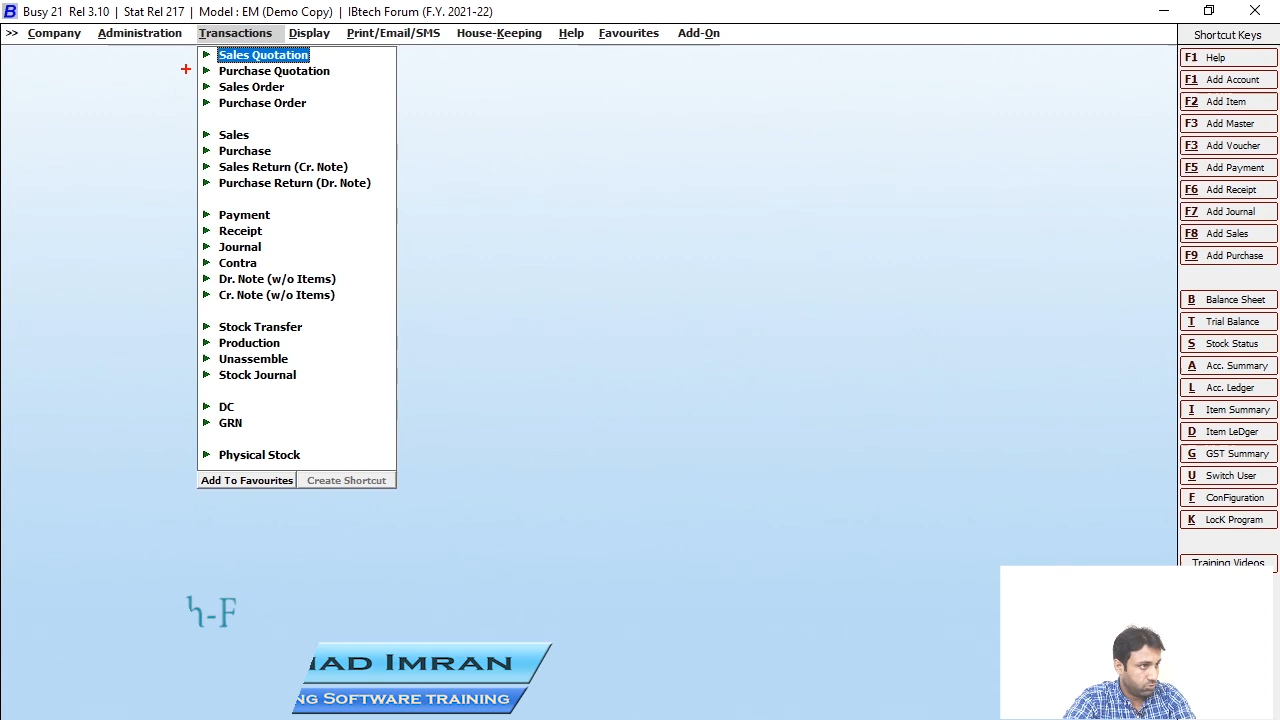 Busy 21 Rel 3.10 | Stat Rel 217 | Model : EM (Demo Copy) | IBtech Forum (F.Y. 2021-22)
>> Company Administration Transactions Display Print/Email/SMS House-Keeping Help Favourites Add-On
Sales Quotation
Purchase Quotation
Sales Order
Purchase Order
Sales
Purchase
Sales Return (Cr. Note)
Purchase Return (Dr. Note)
Payment
Receipt
Journal
Contra
Dr. Note (w/o Items)
Cr. Note (w/o Items)
Stock Transfer
Production
Unassemble
Stock Journal
DC
GRN
Physical Stock
Add To Favourites Create Shortcut
Shortcut Keys
F1 Help
F1 Add Account
F2 Add Item
F3 Add Master
F3 Add Voucher
F5 Add Payment
F6 Add Receipt
F7 Add Journal
F8 Add Sales
F9 Add Purchase
B Balance Sheet
T Trial Balance
S Stock Status
A Acc. Summary
L Acc. Ledger
I Item Summary
D Item LeDger
G GST Summary
U Switch User
F ConFiguration
K LocK Program
Training Videos
-F
IAD IMRAN
NG SOFTWARE TRAINING